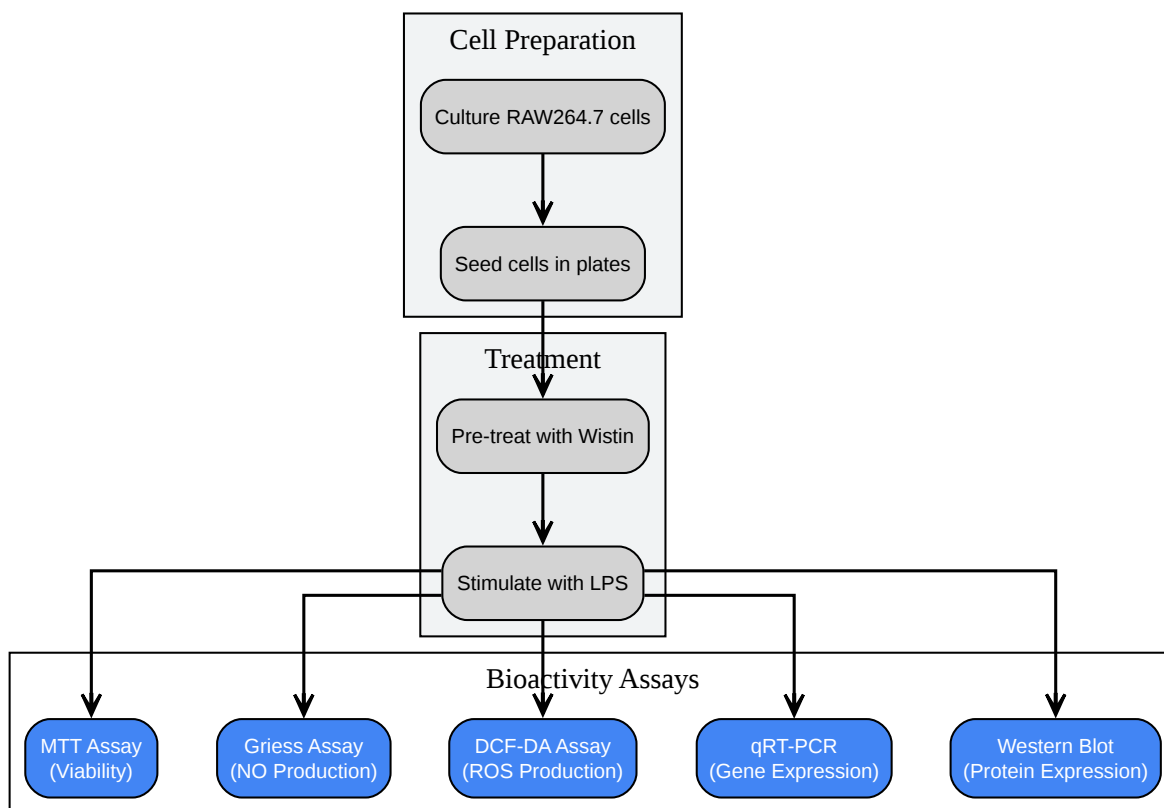 Cell Preparation
Culture RAW264.7 cells
Seed cells in plates
Treatment
Pre-treat with Wistin
Stimulate with LPS
Bioactivity Assays
MTT Assay
(Viability)
Griess Assay
(NO Production)
DCF-DA Assay
(ROS Production)
qRT-PCR
(Gene Expression)
Western Blot
(Protein Expression)